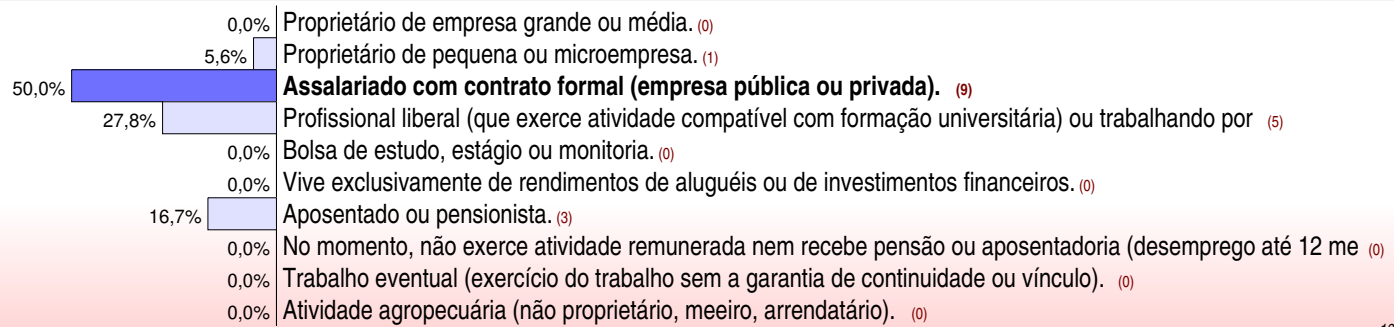 0,0% Proprietário de empresa grande ou média. (0)
5,6% Proprietário de pequena ou microempresa. (1)
50,0% Assalariado com contrato formal (empresa pública ou privada). (9)
27,8% Profissional liberal (que exerce atividade compatível com formação universitária) ou trabalhando por (5)
0,0% Bolsa de estudo, estágio ou monitoria. (0)
0,0% Vive exclusivamente de rendimentos de aluguéis ou de investimentos financeiros. (0)
16,7% Aposentado ou pensionista. (3)
0,0% No momento, não exerce atividade remunerada nem recebe pensão ou aposentadoria (desemprego até 12 me (0)
0,0% Trabalho eventual (exercício do trabalho sem a garantia de continuidade ou vínculo). (0)
0,0% Atividade agropecuária (não proprietário, meeiro, arrendatário). (0)